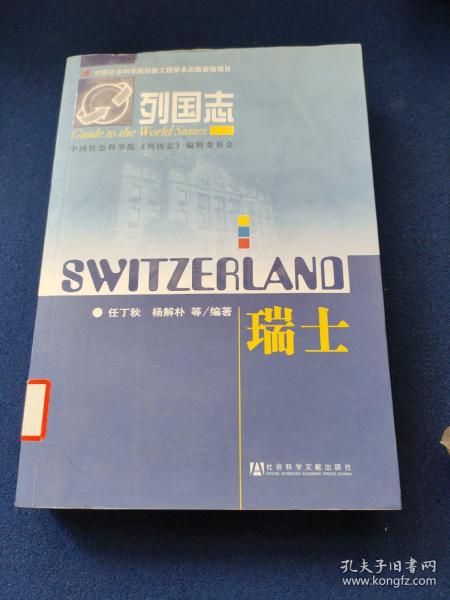 中国社会科学院创新工程学术出版资助项目
列国志
Guide to the World States
中国社会科学院《列国志》编辑委员会
SWITZERLAND
任丁秋 杨解朴 等/编著
瑞士
社会科学文献出版社
SOCIAL SCIENCES ACADEMIC PRESS (CHINA)
孔夫子旧书网
www.kongfz.com